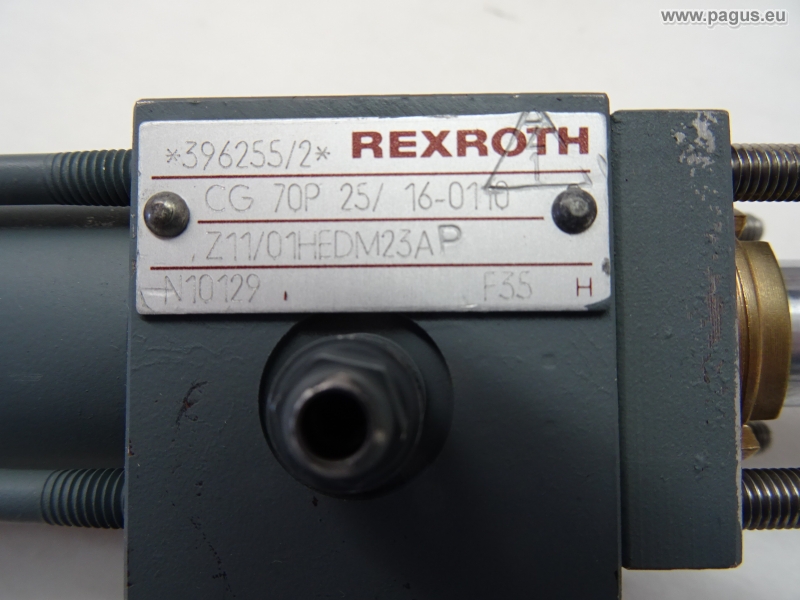 www.pagus.eu
*396255/2* REXROTH
CG 70P 25/ 16-0110
Z11/01HEDM23AP
N10129 F35 H